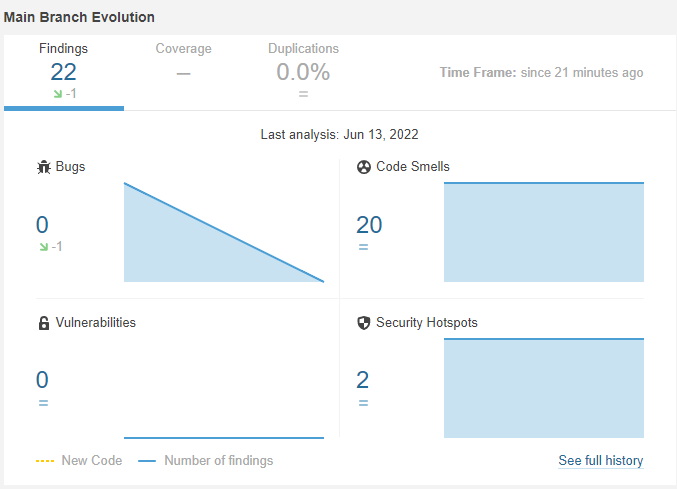 Main Branch Evolution
Findings Coverage Duplications
22 – 0.0% Time Frame: since 21 minutes ago
-1 =
Last analysis: Jun 13, 2022
Bugs
0
-1
Code Smells
20
=
Vulnerabilities
0
=
Security Hotspots
2
=
New Code Number of findings See full history